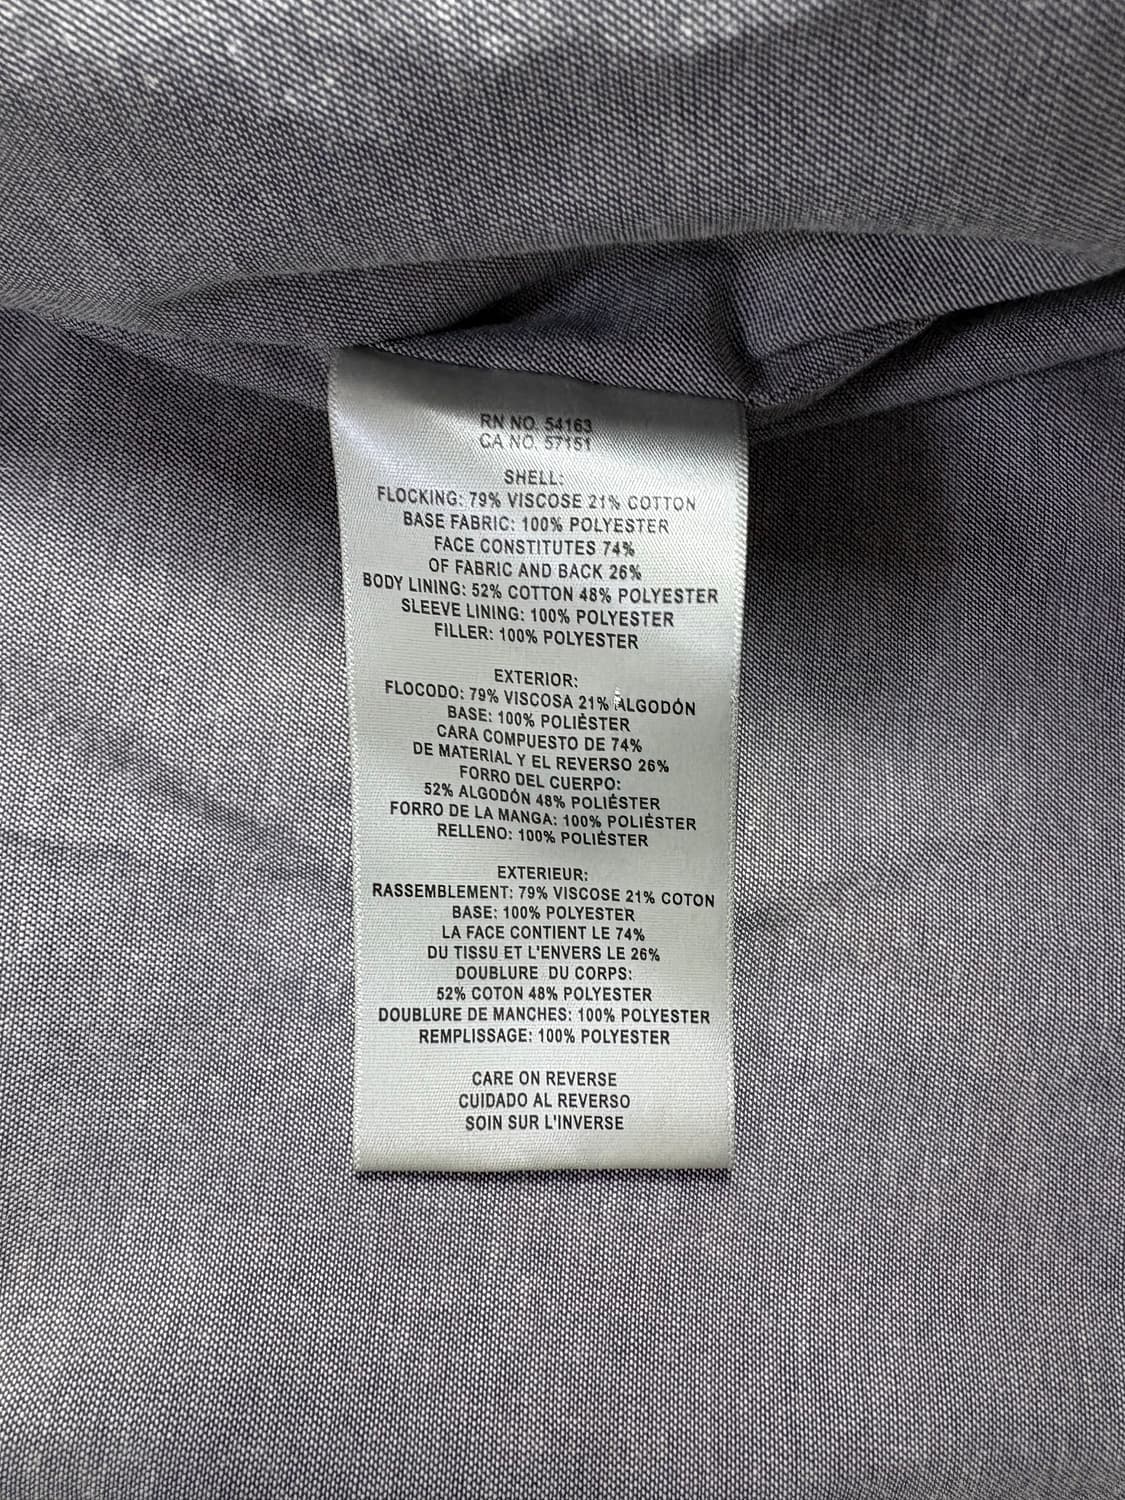 RN NO. 54163
CA NO. 57151
SHELL:
FLOCKING: 79% VISCOSE 21% COTTON
BASE FABRIC: 100% POLYESTER
FACE CONSTITUTES 74%
OF FABRIC AND BACK 26%
BODY LINING: 52% COTTON 48% POLYESTER
SLEEVE LINING: 100% POLYESTER
FILLER: 100% POLYESTER
EXTERIOR:
FLOCODO: 79% VISCOSA 21% ALGODÓN
BASE: 100% POLIÉSTER
CARA COMPUESTO DE 74%
DE MATERIAL Y EL REVERSO 26%
FORRO DEL CUERPO:
52% ALGODÓN 48% POLIÉSTER
FORRO DE LA MANGA: 100% POLIÉSTER
RELLENO: 100% POLIÉSTER
EXTERIEUR:
RASSEMBLEMENT: 79% VISCOSE 21% COTON
BASE: 100% POLYESTER
LA FACE CONTIENT LE 74%
DU TISSU ET L'ENVERS LE 26%
DOUBLURE DU CORPS:
52% COTON 48% POLYESTER
DOUBLURE DE MANCHES: 100% POLYESTER
REMPLISSAGE: 100% POLYESTER
CARE ON REVERSE
CUIDADO AL REVERSO
SOIN SUR L'INVERSE